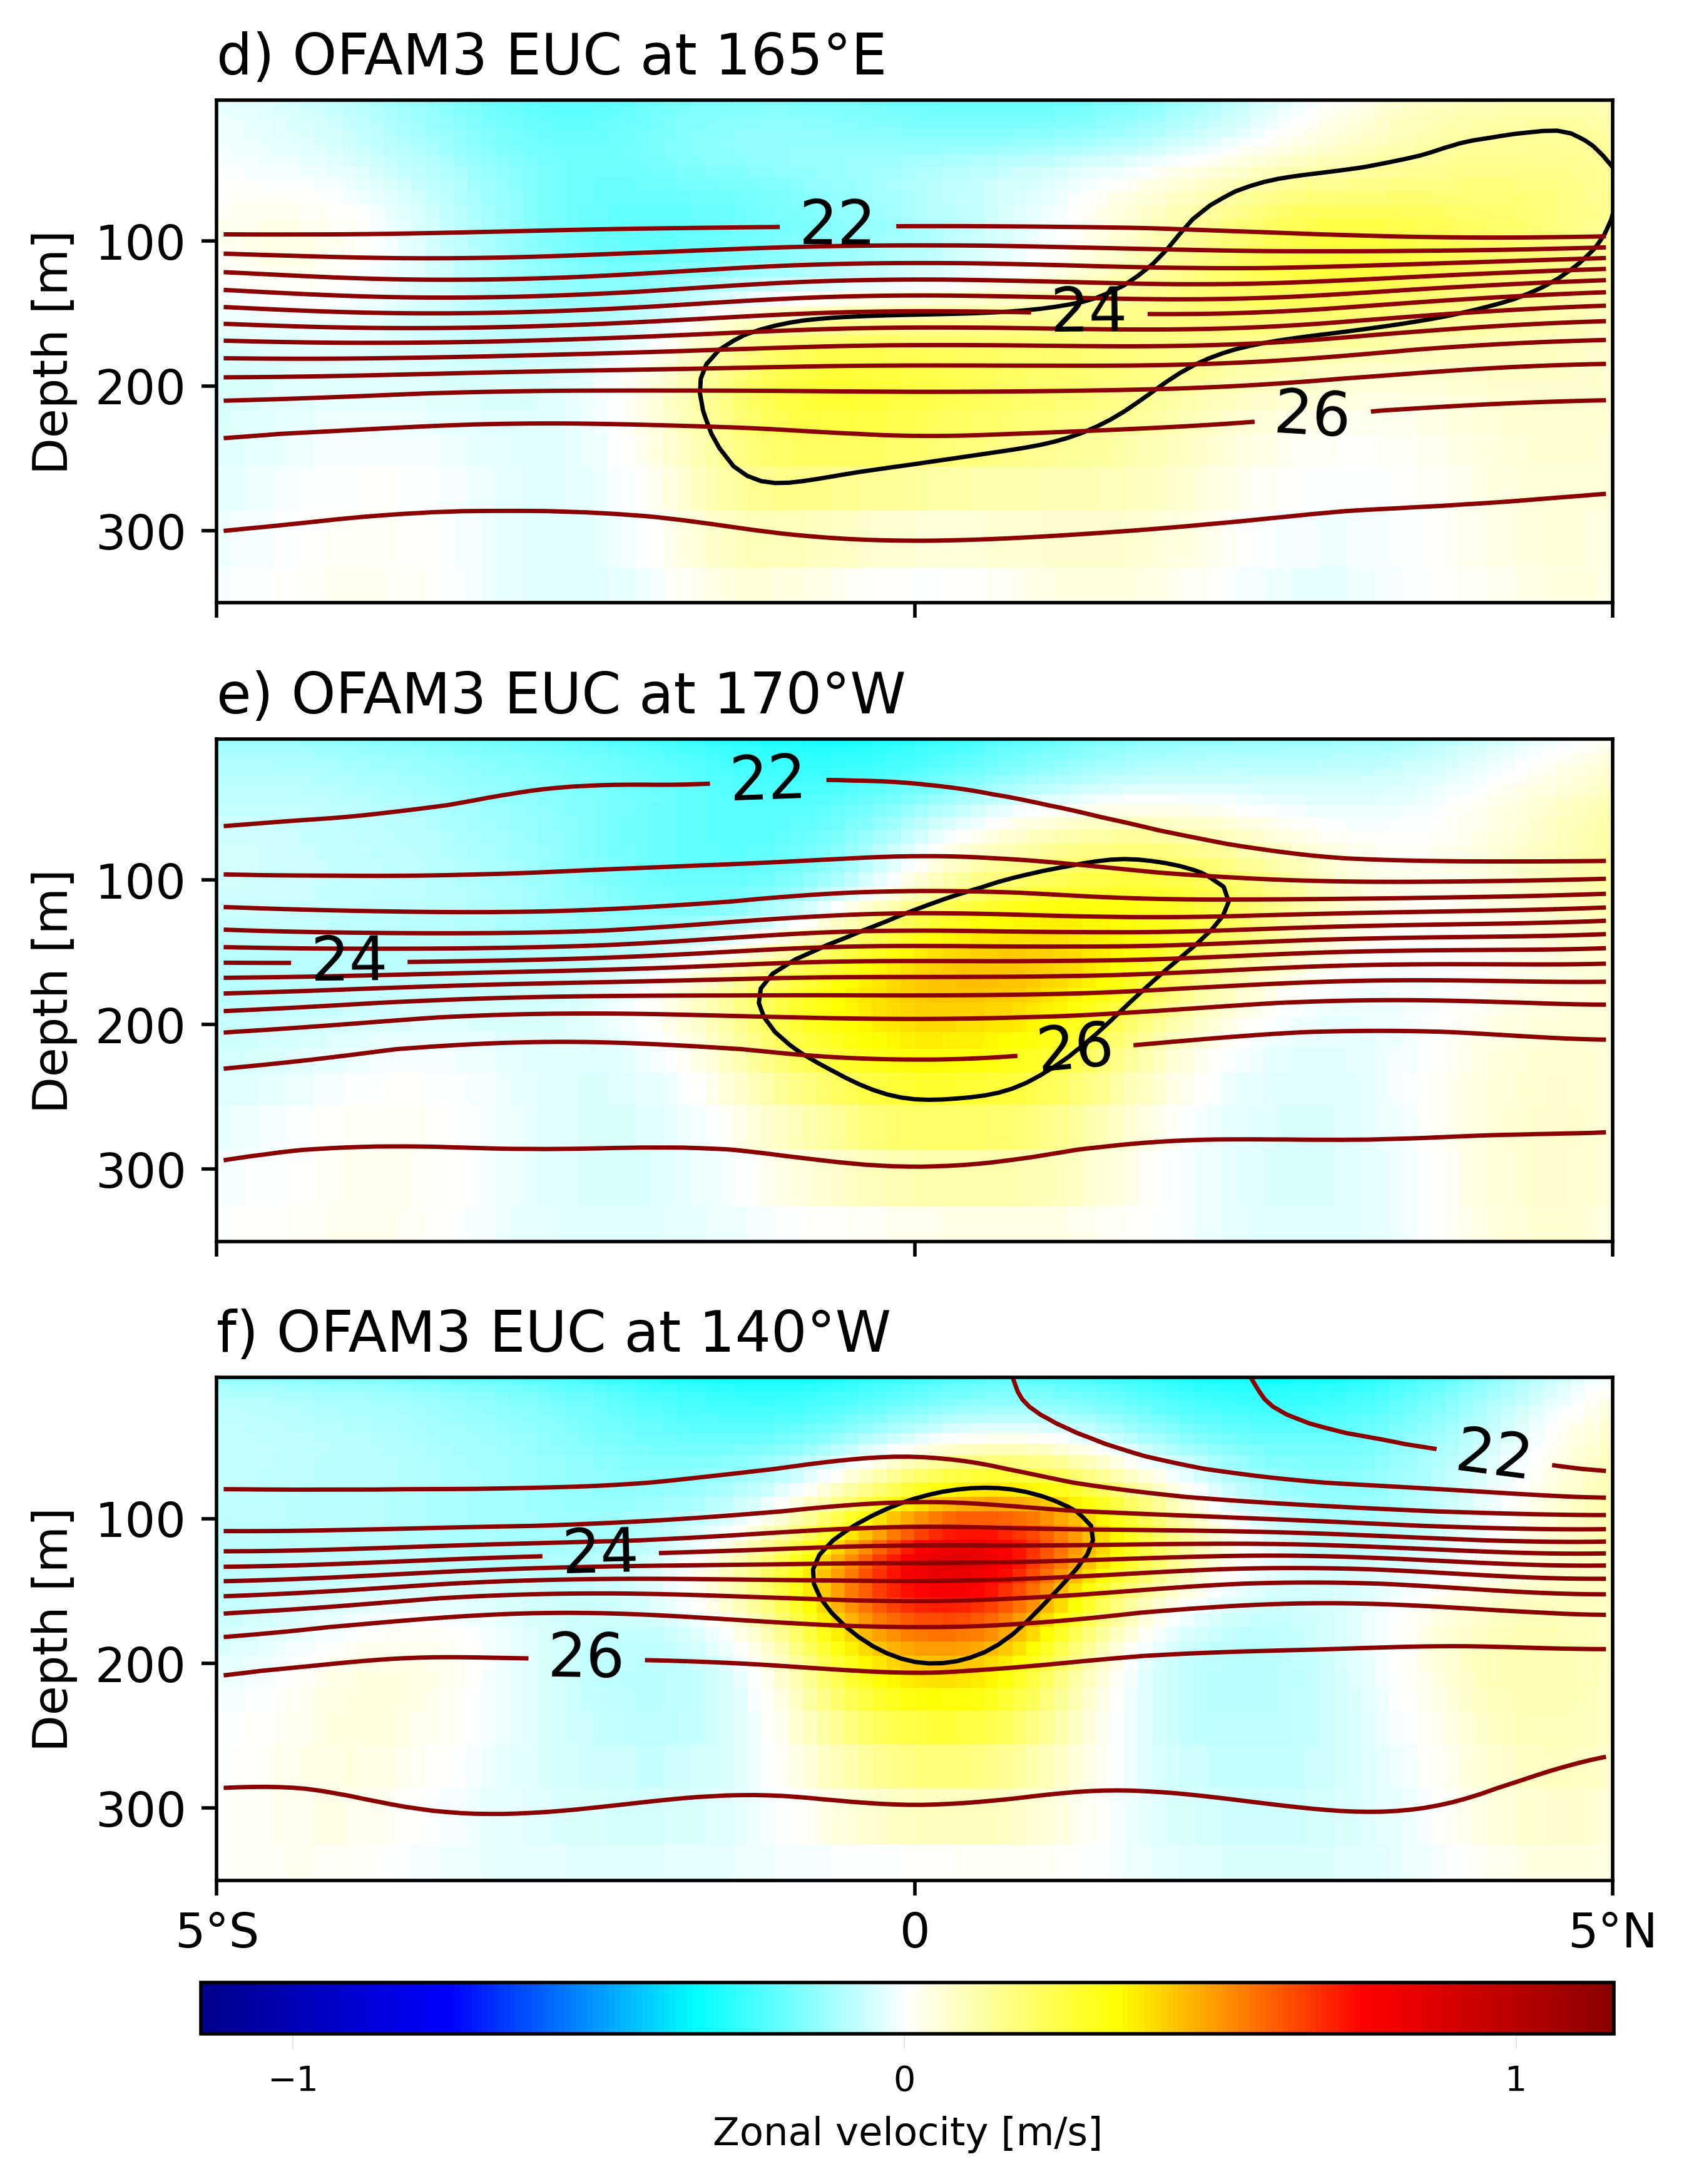 d) OFAM3 EUC at 165°E
Depth [m]
100
200
300
22
24
26
e) OFAM3 EUC at 170°W
Depth [m]
100
200
300
22
24
26
f) OFAM3 EUC at 140°W
Depth [m]
100
200
300
22
24
26
5°S 0 5°N
−1 0 1
Zonal velocity [m/s]